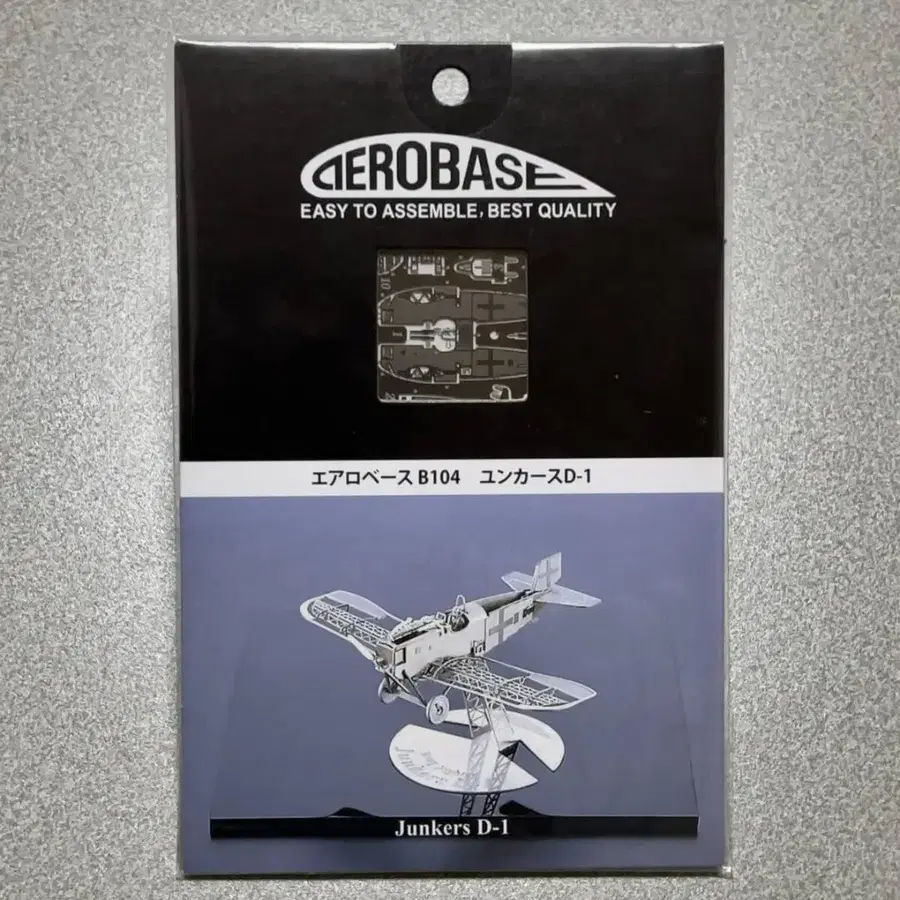 AEROBASE
EASY TO ASSEMBLE, BEST QUALITY
エアロベース B104　ユンカースD-1
Junkers D-1